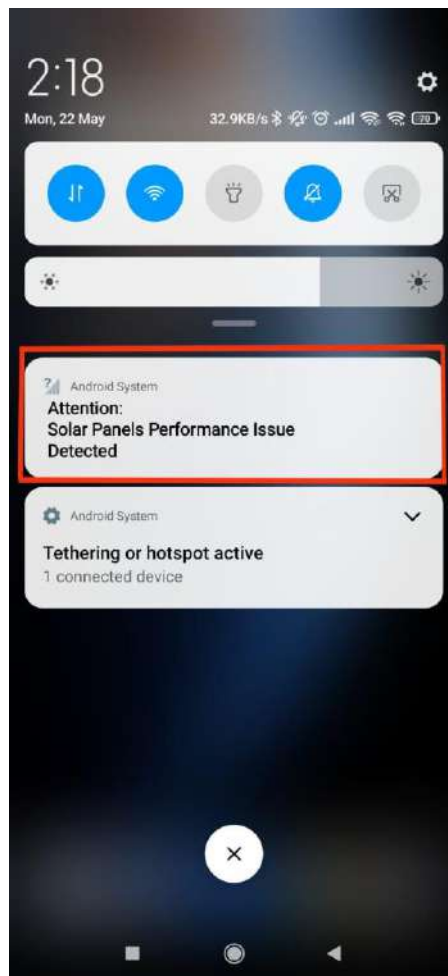 2:18
Mon, 22 May 32.9KB/s 70
Android System
Attention:
Solar Panels Performance Issue
Detected
Android System
Tethering or hotspot active
1 connected device